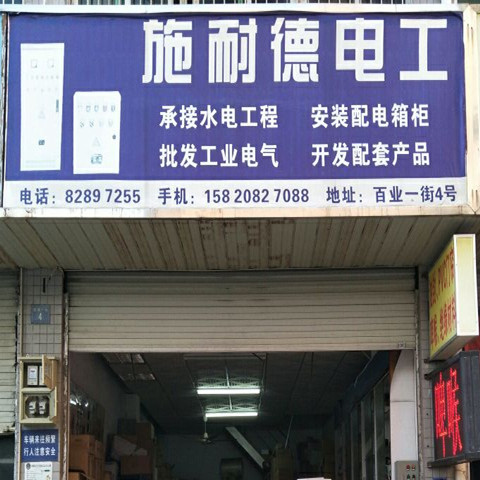 施耐德电工
承接水电工程 安装配电箱柜
批发工业电气 开发配套产品
电话：8289 7255 手机：158 2082 7088 地址：百业一街4号
4
车辆来往频繁
行人注意安全